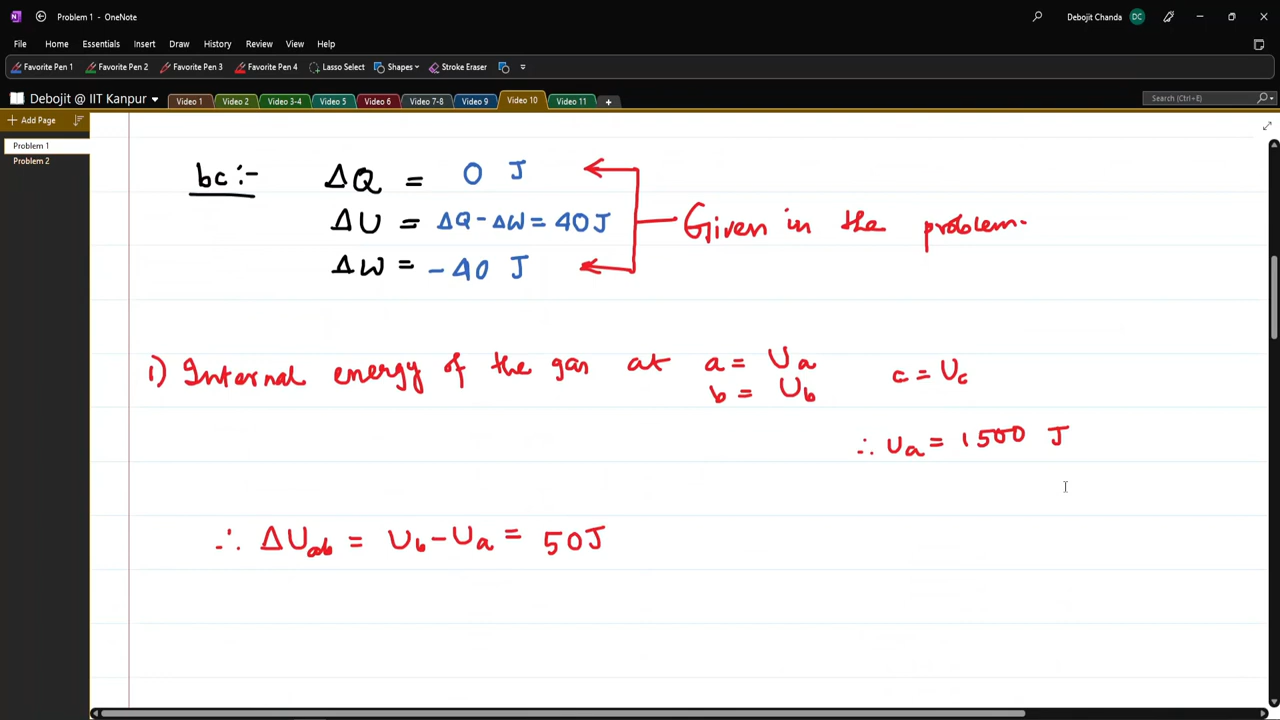 Problem 1 - OneNote
Debojit Chanda DC
File Home Essentials Insert Draw History Review View Help
Favorite Pen 1 Favorite Pen 2 Favorite Pen 3 Favorite Pen 4 Lasso Select Shapes Stroke Eraser
Debojit @ IIT Kanpur Video 1 Video 2 Video 3-4 Video 5 Video 6 Video 7-8 Video 9 Video 10 Video 11 + Search (Ctrl+E)
+ Add Page
Problem 1
Problem 2
bc :- ΔQ = 0 J
ΔU = ΔQ - ΔW = 40 J Given in the problem.
ΔW = -40 J
1) Internal energy of the gas at a = Ua c = Uc
b = Ub
∴ Ua = 1500 J
∴ ΔUab = Ub - Ua = 50 J